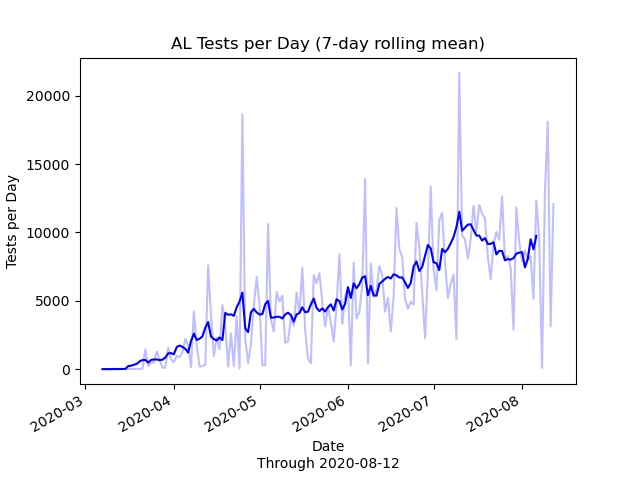 AL Tests per Day (7-day rolling mean)
Tests per Day
20000
15000
10000
5000
0
2020-03
2020-04
2020-05
2020-06
2020-07
2020-08
Date
Through 2020-08-12